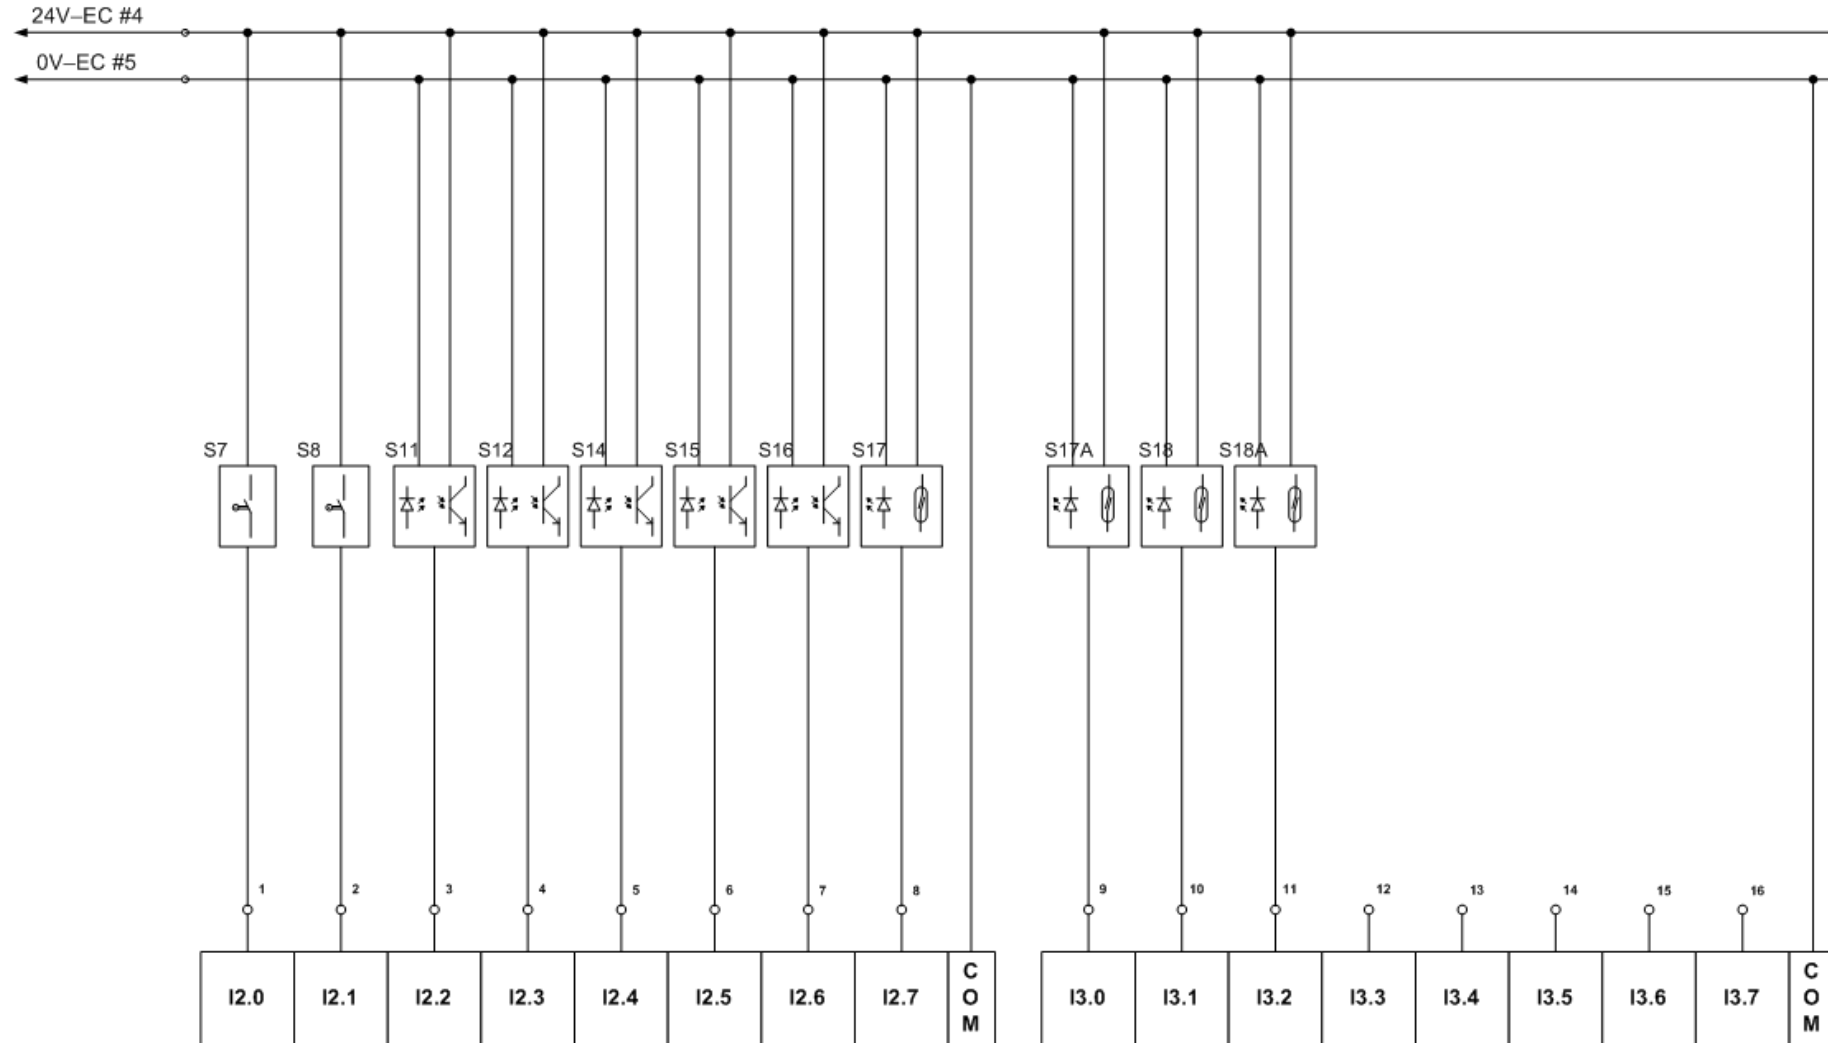 24V–EC #4
0V–EC #5
S7 S8 S11 S12 S14 S15 S16 S17 S17A S18 S18A
1 2 3 4 5 6 7 8 9 10 11 12 13 14 15 16
I2.0 I2.1 I2.2 I2.3 I2.4 I2.5 I2.6 I2.7 COM I3.0 I3.1 I3.2 I3.3 I3.4 I3.5 I3.6 I3.7 COM